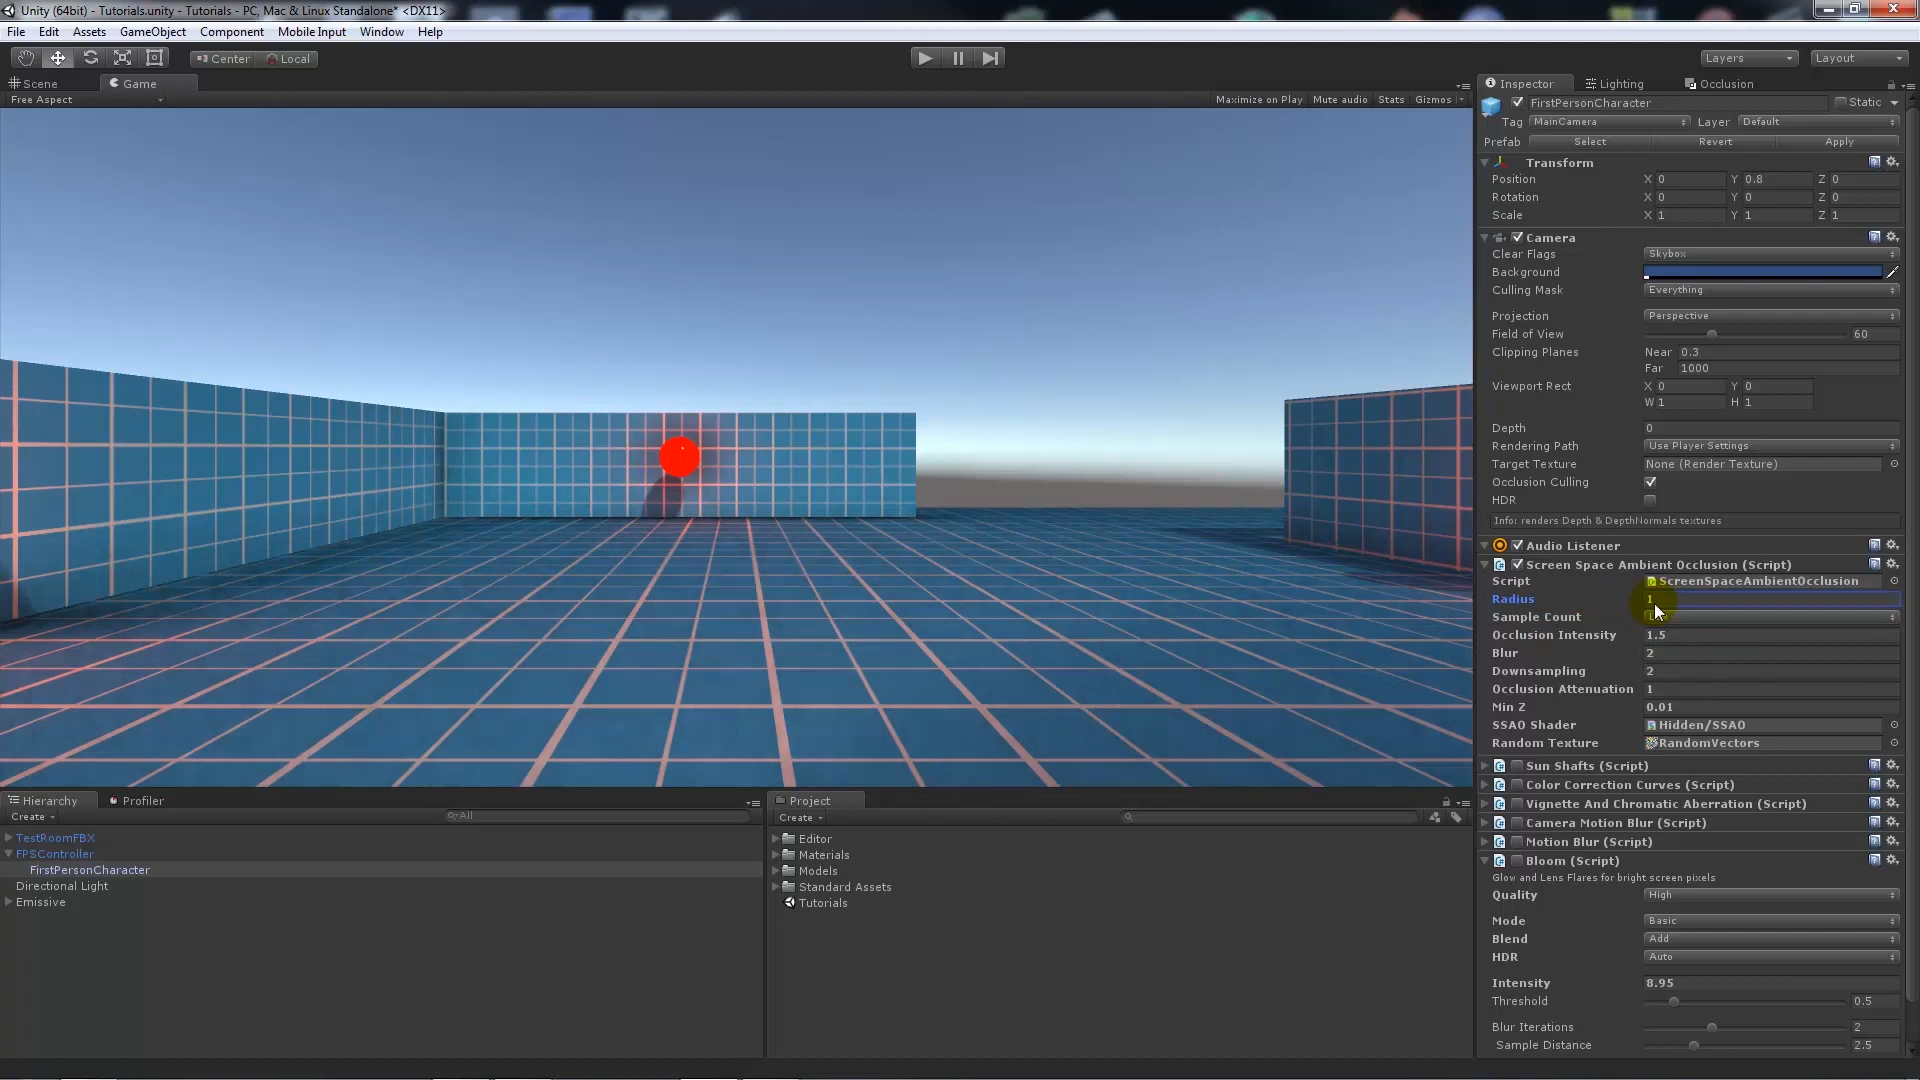 Unity (64bit) - Tutorials.unity - Tutorials - PC, Mac & Linux Standalone* <DX11>
File Edit Assets GameObject Component Mobile Input Window Help
Center Local Layers Layout
Scene Game
Free Aspect Maximize on Play Mute audio Stats Gizmos
Inspector Lighting Occlusion
FirstPersonCharacter Static
Tag MainCamera Layer Default
Prefab Select Revert Apply
Transform
Position X 0 Y 0.8 Z 0
Rotation X 0 Y 0 Z 0
Scale X 1 Y 1 Z 1
Camera
Clear Flags Skybox
Background
Culling Mask Everything
Projection Perspective
Field of View 60
Clipping Planes Near 0.3
Far 1000
Viewport Rect X 0 Y 0
W 1 H 1
Depth 0
Rendering Path Use Player Settings
Target Texture None (Render Texture)
Occlusion Culling
HDR
Info: renders Depth & DepthNormals textures
Audio Listener
Screen Space Ambient Occlusion (Script)
Script ScreenSpaceAmbientOcclusion
Radius 1
Sample Count
Occlusion Intensity 1.5
Blur 2
Downsampling 2
Occlusion Attenuation 1
Min Z 0.01
SSAO Shader Hidden/SSAO
Random Texture RandomVectors
Sun Shafts (Script)
Color Correction Curves (Script)
Vignette And Chromatic Aberration (Script)
Camera Motion Blur (Script)
Motion Blur (Script)
Bloom (Script)
Glow and Lens Flares for bright screen pixels
Quality High
Mode Basic
Blend Add
HDR Auto
Intensity 8.95
Threshold 0.5
Blur Iterations 2
Sample Distance 2.5
Hierarchy Profiler
Create All
TestRoomFBX
FPSController
FirstPersonCharacter
Directional Light
Emissive
Project
Create
Editor
Materials
Models
Standard Assets
Tutorials